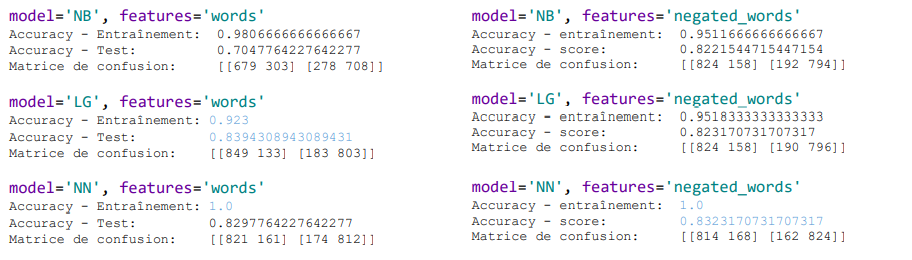 model='NB', features='words'
Accuracy - Entraînement: 0.9806666666666667
Accuracy - Test: 0.7047764227642277
Matrice de confusion: [[679 303] [278 708]]
model='LG', features='words'
Accuracy - Entraînement: 0.923
Accuracy - Test: 0.8394308943089431
Matrice de confusion: [[849 133] [183 803]]
model='NN', features='words'
Accuracy - Entraînement: 1.0
Accuracy - Test: 0.8297764227642277
Matrice de confusion: [[821 161] [174 812]]
model='NB', features='negated_words'
Accuracy - entraînement: 0.9511666666666667
Accuracy - score: 0.8221544715447154
Matrice de confusion: [[824 158] [192 794]]
model='LG', features='negated_words'
Accuracy - entraînement: 0.9518333333333333
Accuracy - score: 0.823170731707317
Matrice de confusion: [[824 158] [190 796]]
model='NN', features='negated_words'
Accuracy - entraînement: 1.0
Accuracy - score: 0.8323170731707317
Matrice de confusion: [[814 168] [162 824]]